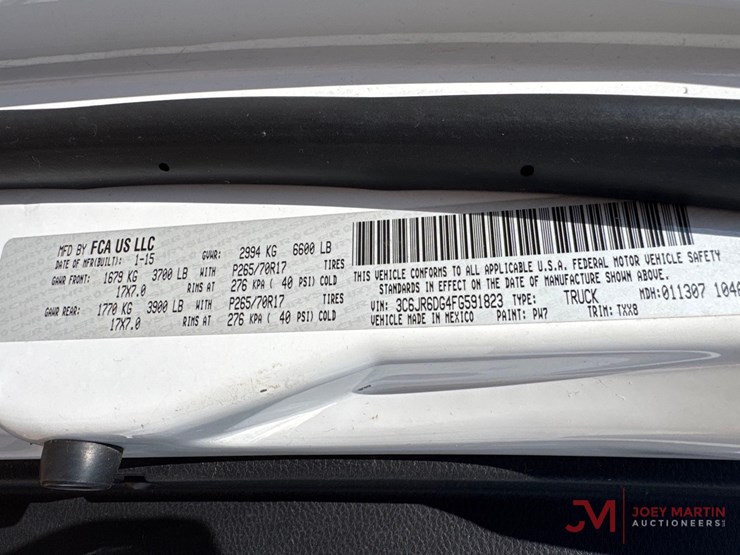 MFD BY FCA US LLC GVWR: 2994 KG 6600 LB
DATE OF MFR(BUILT): 1-15
GAWR FRONT: 1679 KG 3700 LB WITH P265/70R17 TIRES
17X7.0 RIMS AT 276 KPA ( 40 PSI) COLD
GAWR REAR: 1770 KG 3900 LB WITH P265/70R17 TIRES
17X7.0 RIMS AT 276 KPA ( 40 PSI) COLD
THIS VEHICLE CONFORMS TO ALL APPLICABLE U.S.A. FEDERAL MOTOR VEHICLE SAFETY
STANDARDS IN EFFECT ON THE DATE OF MANUFACTURE SHOWN ABOVE
VIN: 3C6JR6DG4FG591823 TYPE: TRUCK MDH:011307
VEHICLE MADE IN MEXICO PAINT: PW7 TRIM: TXX8
JM JOEY MARTIN
AUCTIONEERS